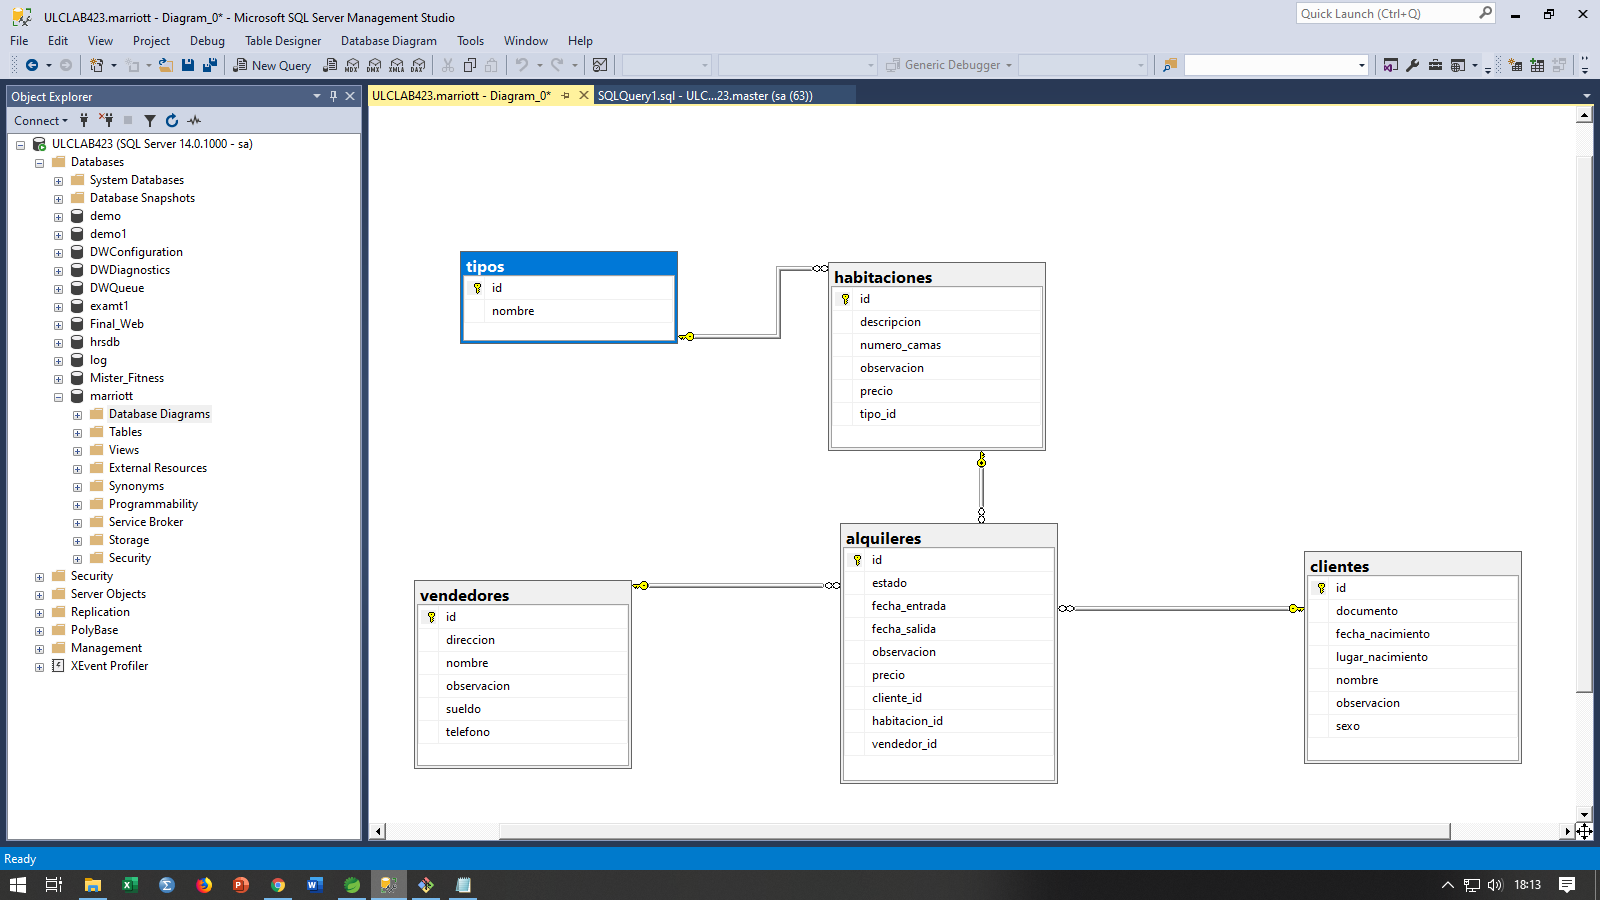 ULCLAB423.marriott - Diagram_0* - Microsoft SQL Server Management Studio
Quick Launch (Ctrl+Q)
File Edit View Project Debug Table Designer Database Diagram Tools Window Help
New Query
MDX
DMX
XMLA
DAX
Generic Debugger
Object Explorer
Connect
ULCLAB423 (SQL Server 14.0.1000 - sa)
Databases
System Databases
Database Snapshots
demo
demo1
DWConfiguration
DWDiagnostics
DWQueue
examt1
Final_Web
hrsdb
log
Mister_Fitness
marriott
Database Diagrams
Tables
Views
External Resources
Synonyms
Programmability
Service Broker
Storage
Security
Security
Server Objects
Replication
PolyBase
Management
XEvent Profiler
ULCLAB423.marriott - Diagram_0*
SQLQuery1.sql - ULC...23.master (sa (63))
tipos
id
nombre
habitaciones
id
descripcion
numero_camas
observacion
precio
tipo_id
vendedores
id
direccion
nombre
observacion
sueldo
telefono
alquileres
id
estado
fecha_entrada
fecha_salida
observacion
precio
cliente_id
habitacion_id
vendedor_id
clientes
id
documento
fecha_nacimiento
lugar_nacimiento
nombre
observacion
sexo
Ready
18:13